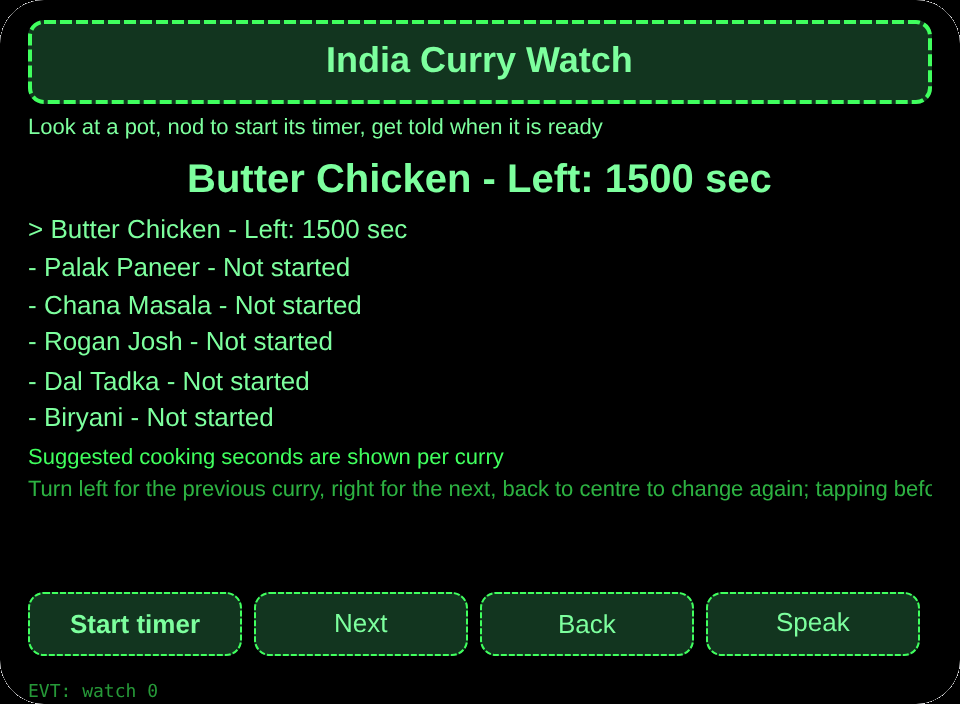 India Curry Watch
Look at a pot, nod to start its timer, get told when it is ready
Butter Chicken - Left: 1500 sec
> Butter Chicken - Left: 1500 sec
- Palak Paneer - Not started
- Chana Masala - Not started
- Rogan Josh - Not started
- Dal Tadka - Not started
- Biryani - Not started
Suggested cooking seconds are shown per curry
Turn left for the previous curry, right for the next, back to centre to change again; tapping
Start timer
Next
Back
Speak
EVT: watch 0